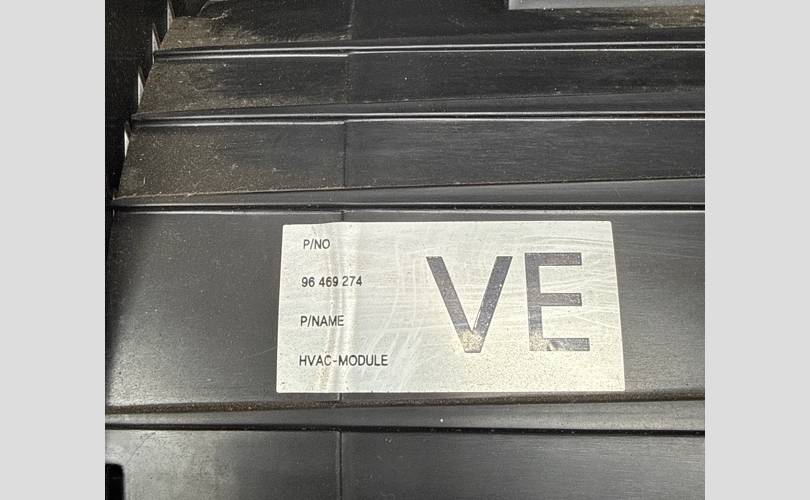 P/NO
96 469 274
P/NAME
HVAC-MODULE
VE